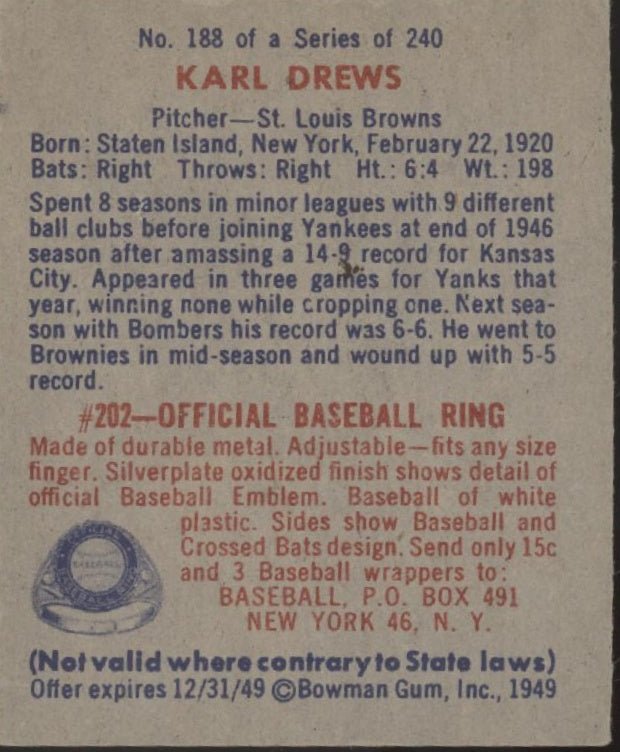 No. 188 of a Series of 240
KARL DREWS
Pitcher—St. Louis Browns
Born: Staten Island, New York, February 22, 1920
Bats: Right Throws: Right Ht.: 6:4 Wt.: 198
Spent 8 seasons in minor leagues with 9 different
ball clubs before joining Yankees at end of 1946
season after amassing a 14-9 record for Kansas
City. Appeared in three games for Yanks that
year, winning none while cropping one. Next sea-
son with Bombers his record was 6-6. He went to
Brownies in mid-season and wound up with 5-5
record.
#202—OFFICIAL BASEBALL RING
Made of durable metal. Adjustable—fits any size
finger. Silverplate oxidized finish shows detail of
official Baseball Emblem. Baseball of white
plastic. Sides show Baseball and
Crossed Bats design. Send only 15c
and 3 Baseball wrappers to:
BASEBALL, P.O. BOX 491
NEW YORK 46, N. Y.
BASEBALL
(Not valid where contrary to State laws)
Offer expires 12/31/49 ©Bowman Gum, Inc., 1949